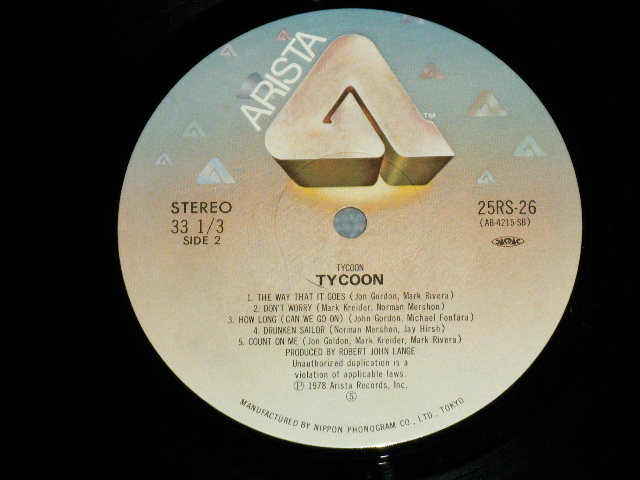 ARISTA
TM
STEREO
33 1/3
SIDE 2
25RS-26
(AB-4215-SB)
JASRAC
TYCOON
TYCOON
1. THE WAY THAT IT GOES (Jon Gordon, Mark Rivera)
2. DON'T WORRY (Mark Kreider, Norman Mershon)
3. HOW LONG (CAN WE GO ON) (John Gordon, Michael Fonfara)
4. DRUNKEN SAILOR (Norman Mershon, Jay Hirsh)
5. COUNT ON ME (Jon Goldon, Mark Kreider, Mark Rivera)
PRODUCED BY ROBERT JOHN LANGE
Unauthorized duplication is a
violation of applicable laws.
Ⓟ 1978 Arista Records, Inc.
Ⓢ
MANUFACTURED BY NIPPON PHONOGRAM CO., LTD., TOKYO